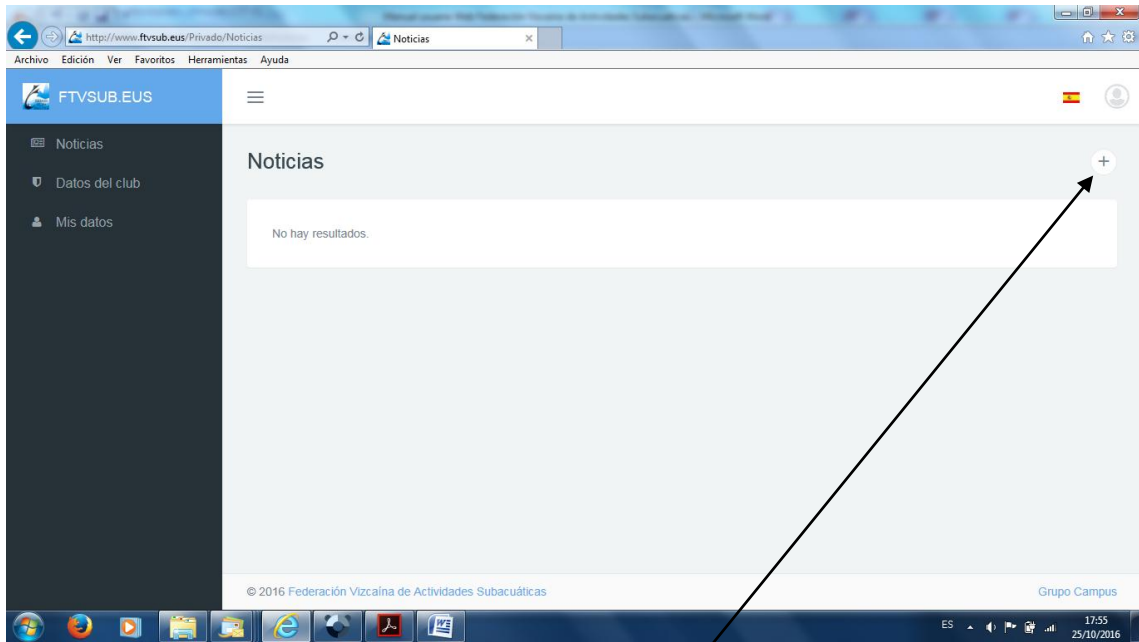 http://www.ftvsub.eus/Privado/Noticias
Noticias
Archivo Edición Ver Favoritos Herramientas Ayuda
FTVSUB.EUS
Noticias
Datos del club
Mis datos
Noticias
+
No hay resultados.
© 2016 Federación Vizcaína de Actividades Subacuáticas
Grupo Campus
ES
17:55
25/10/2016